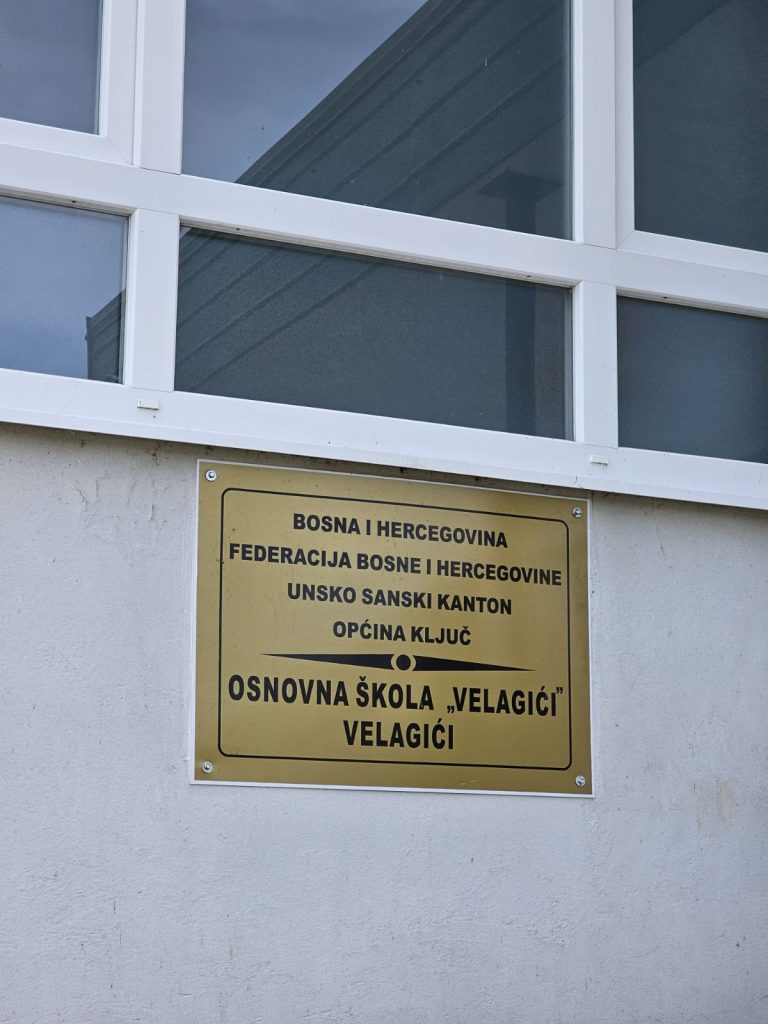 BOSNA I HERCEGOVINA
FEDERACIJA BOSNE I HERCEGOVINE
UNSKO SANSKI KANTON
OPĆINA KLJUČ
OSNOVNA ŠKOLA „VELAGIĆI”
VELAGIĆI